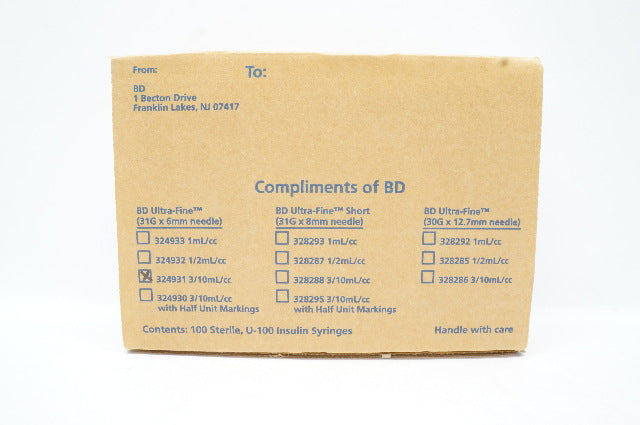 From:
To:
BD
1 Becton Drive
Franklin Lakes, NJ 07417
Compliments of BD
BD Ultra-Fine™
(31G x 6mm needle)
324933 1mL/cc
324932 1/2mL/cc
324931 3/10mL/cc
324930 3/10mL/cc
with Half Unit Markings
BD Ultra-Fine™ Short
(31G x 8mm needle)
328293 1mL/cc
328287 1/2mL/cc
328288 3/10mL/cc
328295 3/10mL/cc
with Half Unit Markings
BD Ultra-Fine™
(30G x 12.7mm needle)
328292 1mL/cc
328285 1/2mL/cc
328286 3/10mL/cc
Contents: 100 Sterile, U-100 Insulin Syringes
Handle with care